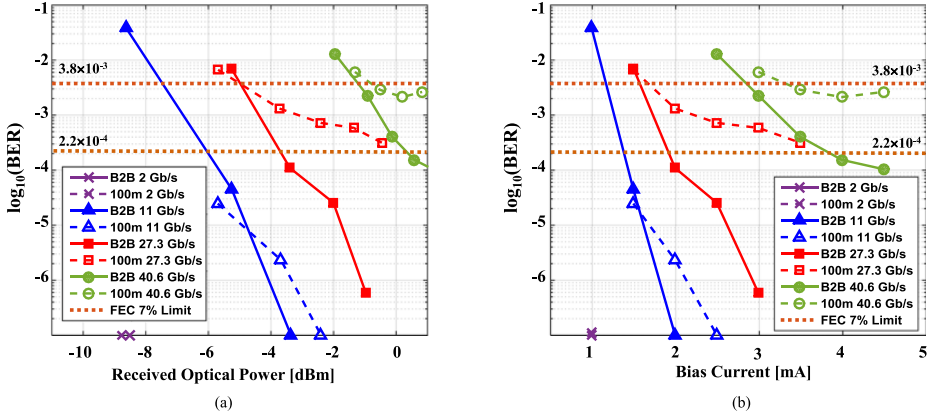 -1
-2
-3
-4
-5
-6
log₁₀(BER)
3.8×10⁻³
2.2×10⁻⁴
B2B 2 Gb/s
100m 2 Gb/s
B2B 11 Gb/s
100m 11 Gb/s
B2B 27.3 Gb/s
100m 27.3 Gb/s
B2B 40.6 Gb/s
100m 40.6 Gb/s
FEC 7% Limit
-10 -8 -6 -4 -2 0
Received Optical Power [dBm]
(a)
-1
-2
-3
-4
-5
-6
log₁₀(BER)
3.8×10⁻³
2.2×10⁻⁴
B2B 2 Gb/s
100m 2 Gb/s
B2B 11 Gb/s
100m 11 Gb/s
B2B 27.3 Gb/s
100m 27.3 Gb/s
B2B 40.6 Gb/s
100m 40.6 Gb/s
FEC 7% Limit
1 2 3 4 5
Bias Current [mA]
(b)